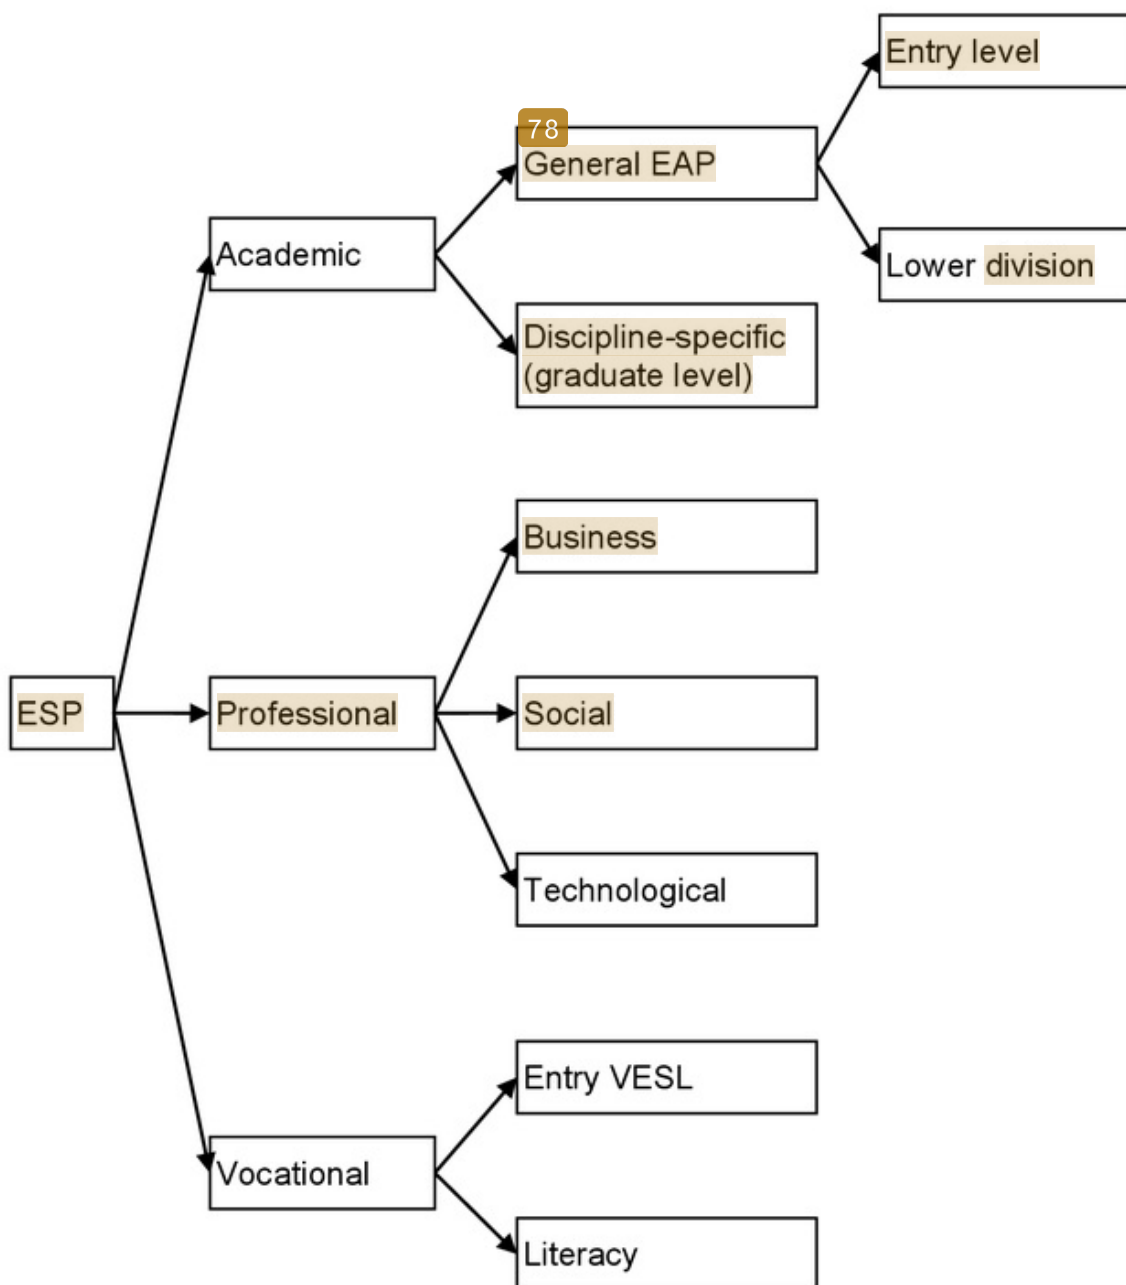 Entry level
78
General EAP
Academic
Lower division
Discipline-specific
(graduate level)
Business
ESP
Professional
Social
Technological
Entry VESL
Vocational
Literacy